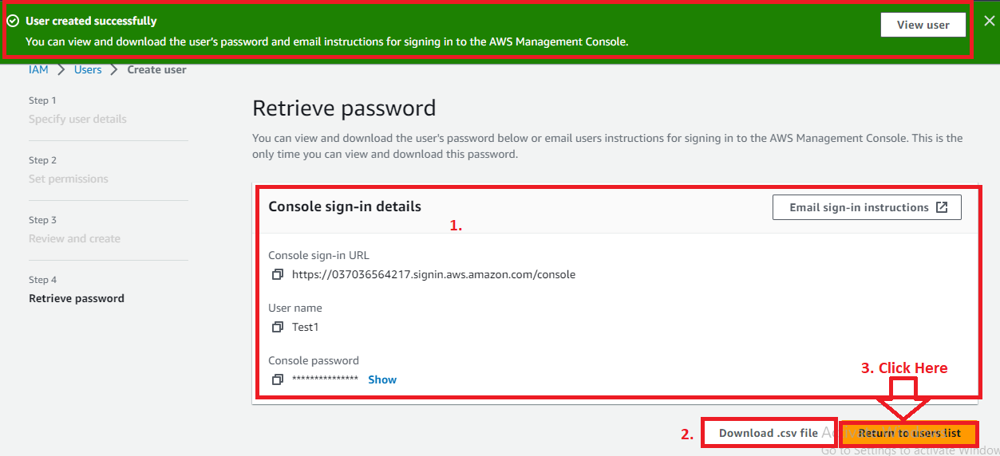 User created successfully
You can view and download the user's password and email instructions for signing in to the AWS Management Console.
View user
IAM > Users > Create user
Step 1
Specify user details
Step 2
Set permissions
Step 3
Review and create
Step 4
Retrieve password
Retrieve password
You can view and download the user's password below or email users instructions for signing in to the AWS Management Console. This is the
only time you can view and download this password.
Console sign-in details
Email sign-in instructions
1.
Console sign-in URL
https://037036564217.signin.aws.amazon.com/console
User name
Test1
Console password
*************** Show
3. Click Here
2.
Download .csv file
Return to users list
Go to Settings to activate Window